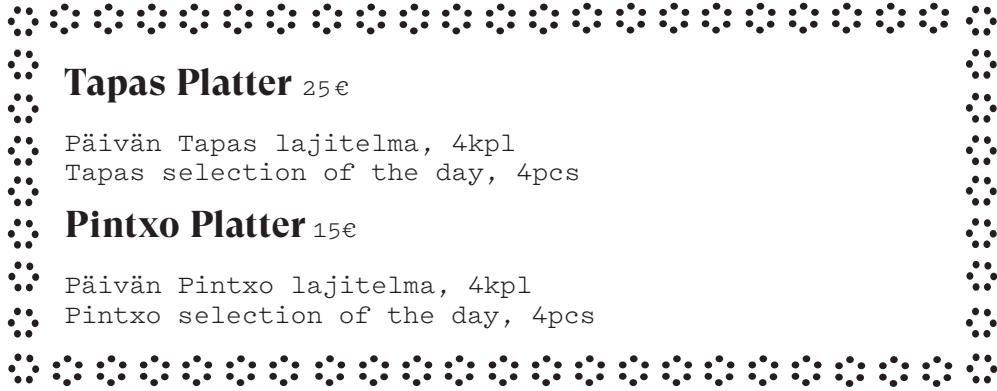 Tapas Platter 25€
Päivän Tapas lajitelma, 4kpl
Tapas selection of the day, 4pcs
Pintxo Platter 15€
Päivän Pintxo lajitelma, 4kpl
Pintxo selection of the day, 4pcs